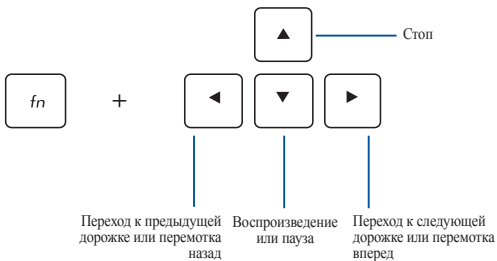 Стоп
fn
+
Переход к предыдущей
дорожке или перемотка
назад
Воспроизведение
или пауза
Переход к следующей
дорожке или перемотка
вперед